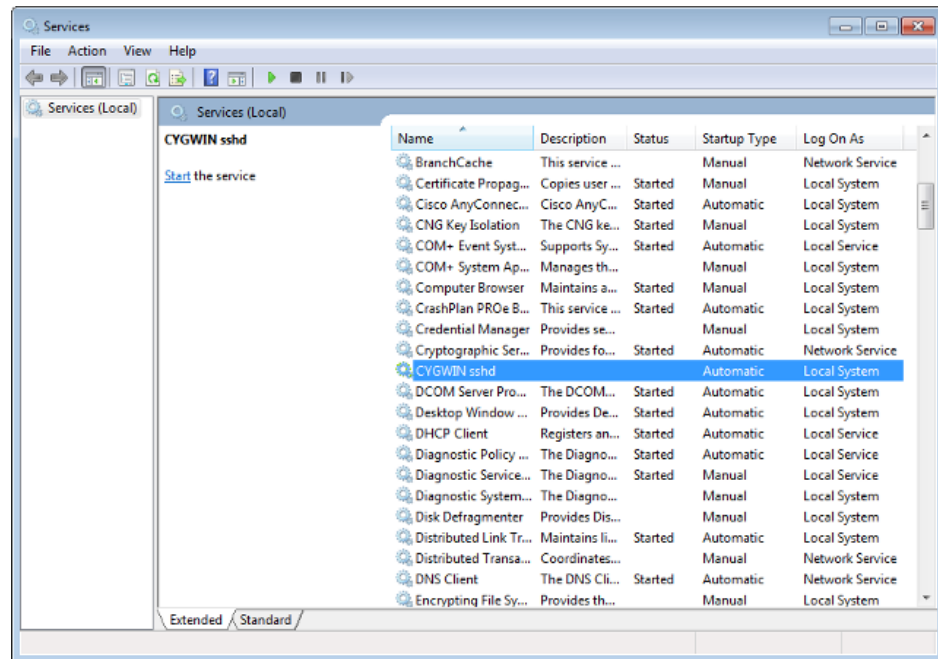 Services
File Action View Help
Services (Local)
Services (Local)
CYGWIN sshd
Start the service
Name Description Status Startup Type Log On As
BranchCache This service ... Manual Network Service
Certificate Propag... Copies user ... Started Manual Local System
Cisco AnyConnec... Cisco AnyC... Started Automatic Local System
CNG Key Isolation The CNG ke... Started Manual Local System
COM+ Event Syst... Supports Sy... Started Automatic Local Service
COM+ System Ap... Manages th... Manual Local System
Computer Browser Maintains a... Started Manual Local System
CrashPlan PROe B... This service ... Started Automatic Local System
Credential Manager Provides se... Manual Local System
Cryptographic Ser... Provides fo... Started Automatic Network Service
CYGWIN sshd Automatic Local System
DCOM Server Pro... The DCOM... Started Automatic Local System
Desktop Window ... Provides De... Started Automatic Local System
DHCP Client Registers an... Started Automatic Local Service
Diagnostic Policy ... The Diagno... Started Automatic Local Service
Diagnostic Service... The Diagno... Started Manual Local Service
Diagnostic System... The Diagno... Manual Local System
Disk Defragmenter Provides Dis... Manual Local System
Distributed Link Tr... Maintains li... Started Automatic Local System
Distributed Transa... Coordinates... Manual Network Service
DNS Client The DNS Cli... Started Automatic Network Service
Encrypting File Sy... Provides th... Manual Local System
Extended Standard